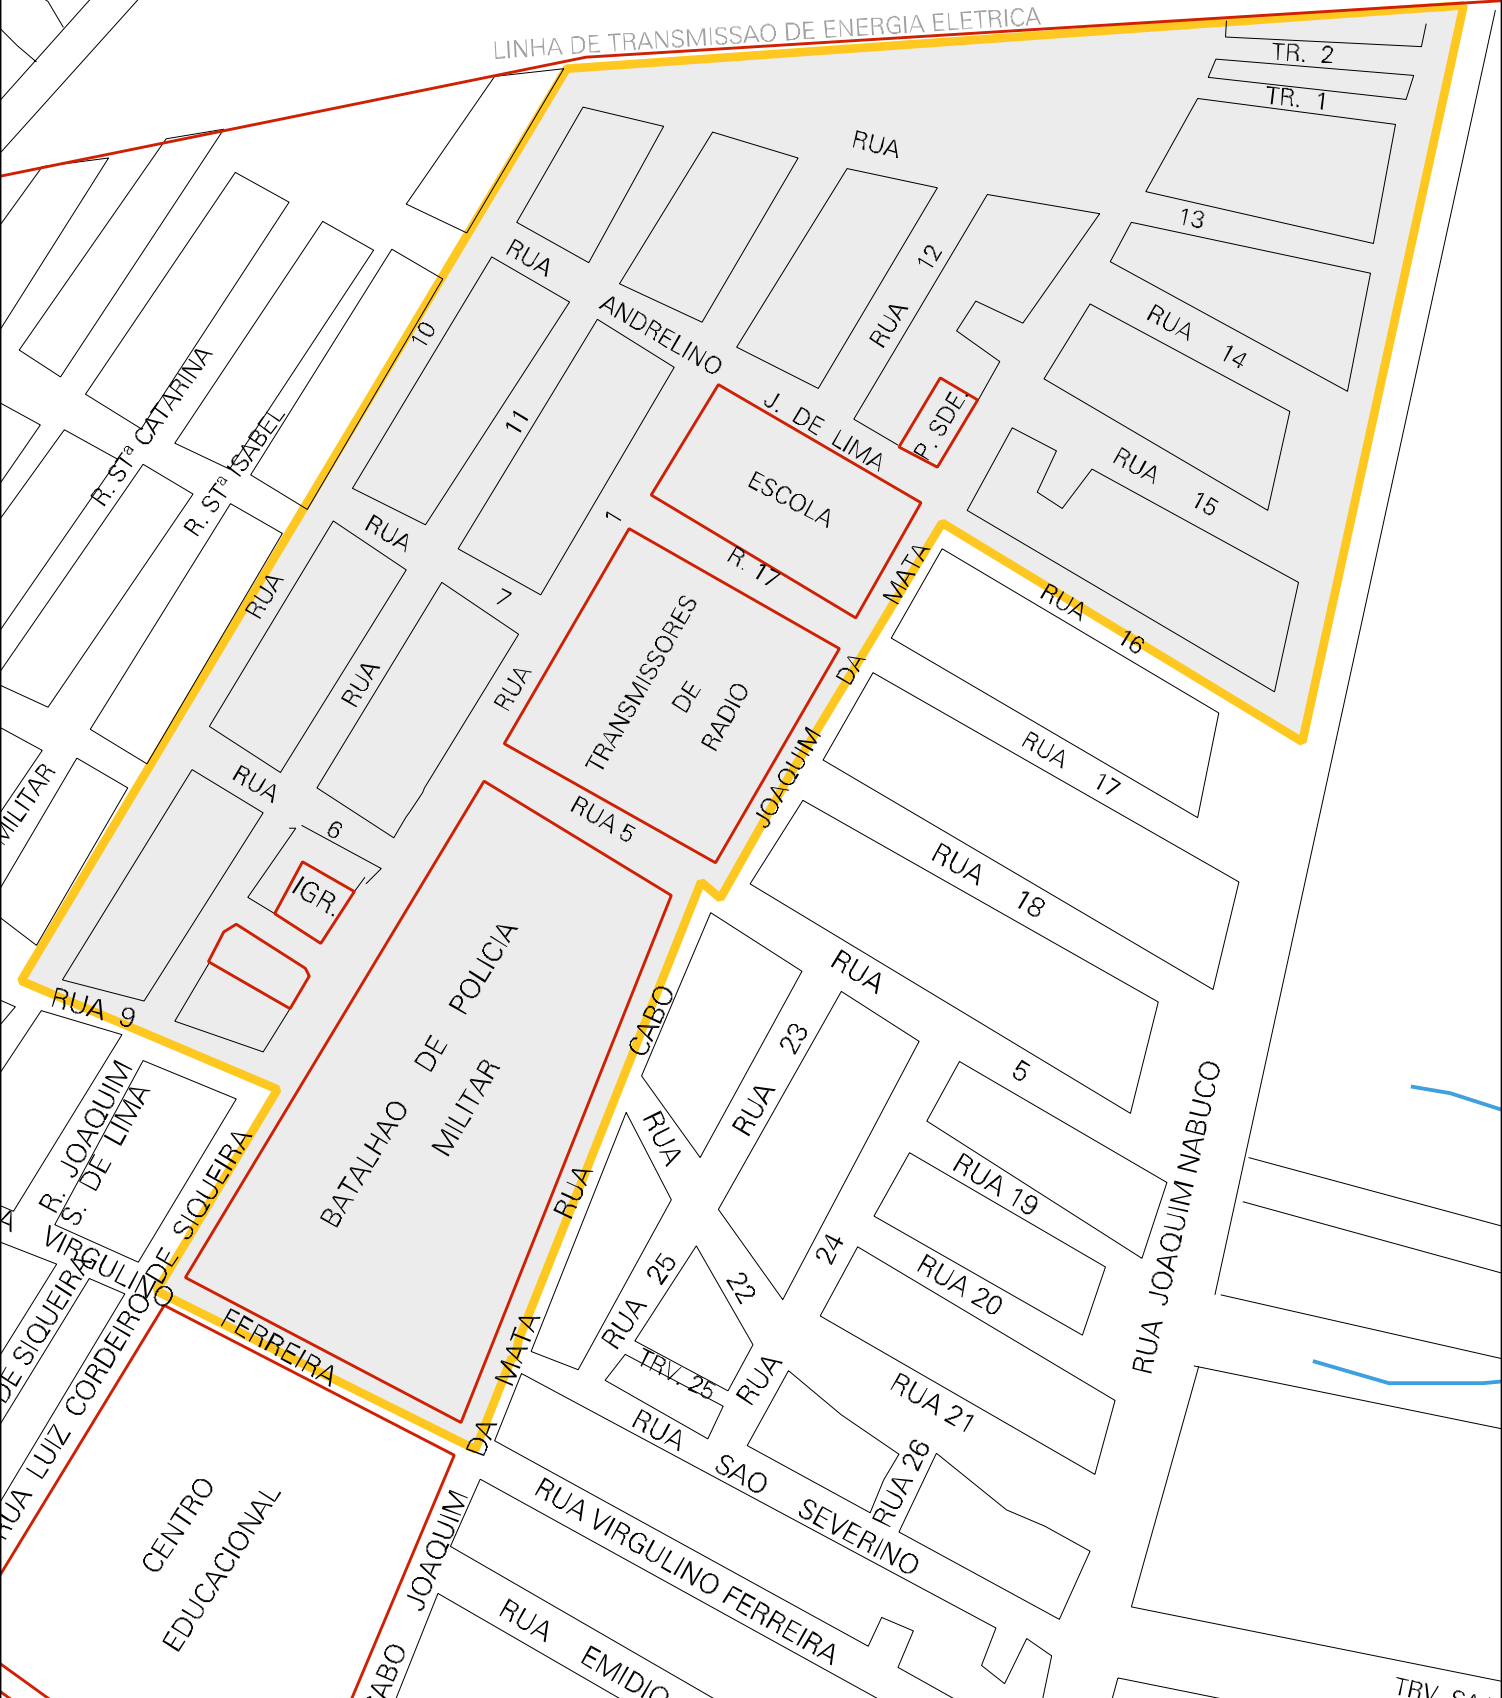 LINHA DE TRANSMISSAO DE ENERGIA ELETRICA
TR. 2
TR. 1
RUA
13
RUA
12
RUA
ANDRELINO
J. DE LIMA
RUA
RUA 14
10
R. STª CATARINA
R. STª ISABEL
11
P. SDE.
ESCOLA
RUA 15
1
R. 17
RUA
7
RUA
MATA
RUA 16
TRANSMISSORES
DE
RADIO
DA
RUA
RUA
JOAQUIM
RUA 17
MILITAR
RUA
6
1
RUA 5
IGR.
RUA 18
BATALHAO DE POLICIA
MILITAR
RUA
5
RUA 9
CABO
23
RUA
RUA
R. JOAQUIM
S. DE LIMA
DE SIQUEIRA
VIRGULINO
RUA
RUA 19
RUA JOAQUIM NABUCO
24
25
RUA
22
RUA 20
FERREIRA
DE SIQUEIRA
RUA LUIZ CORDEIRO
MATA
TRV. 25
RUA
RUA 21
DA
RUA
SAO
SEVERINO
RUA 26
CENTRO
EDUCACIONAL
JOAQUIM
RUA VIRGULINO FERREIRA
RUA EMIDIO
CABO
TRV.